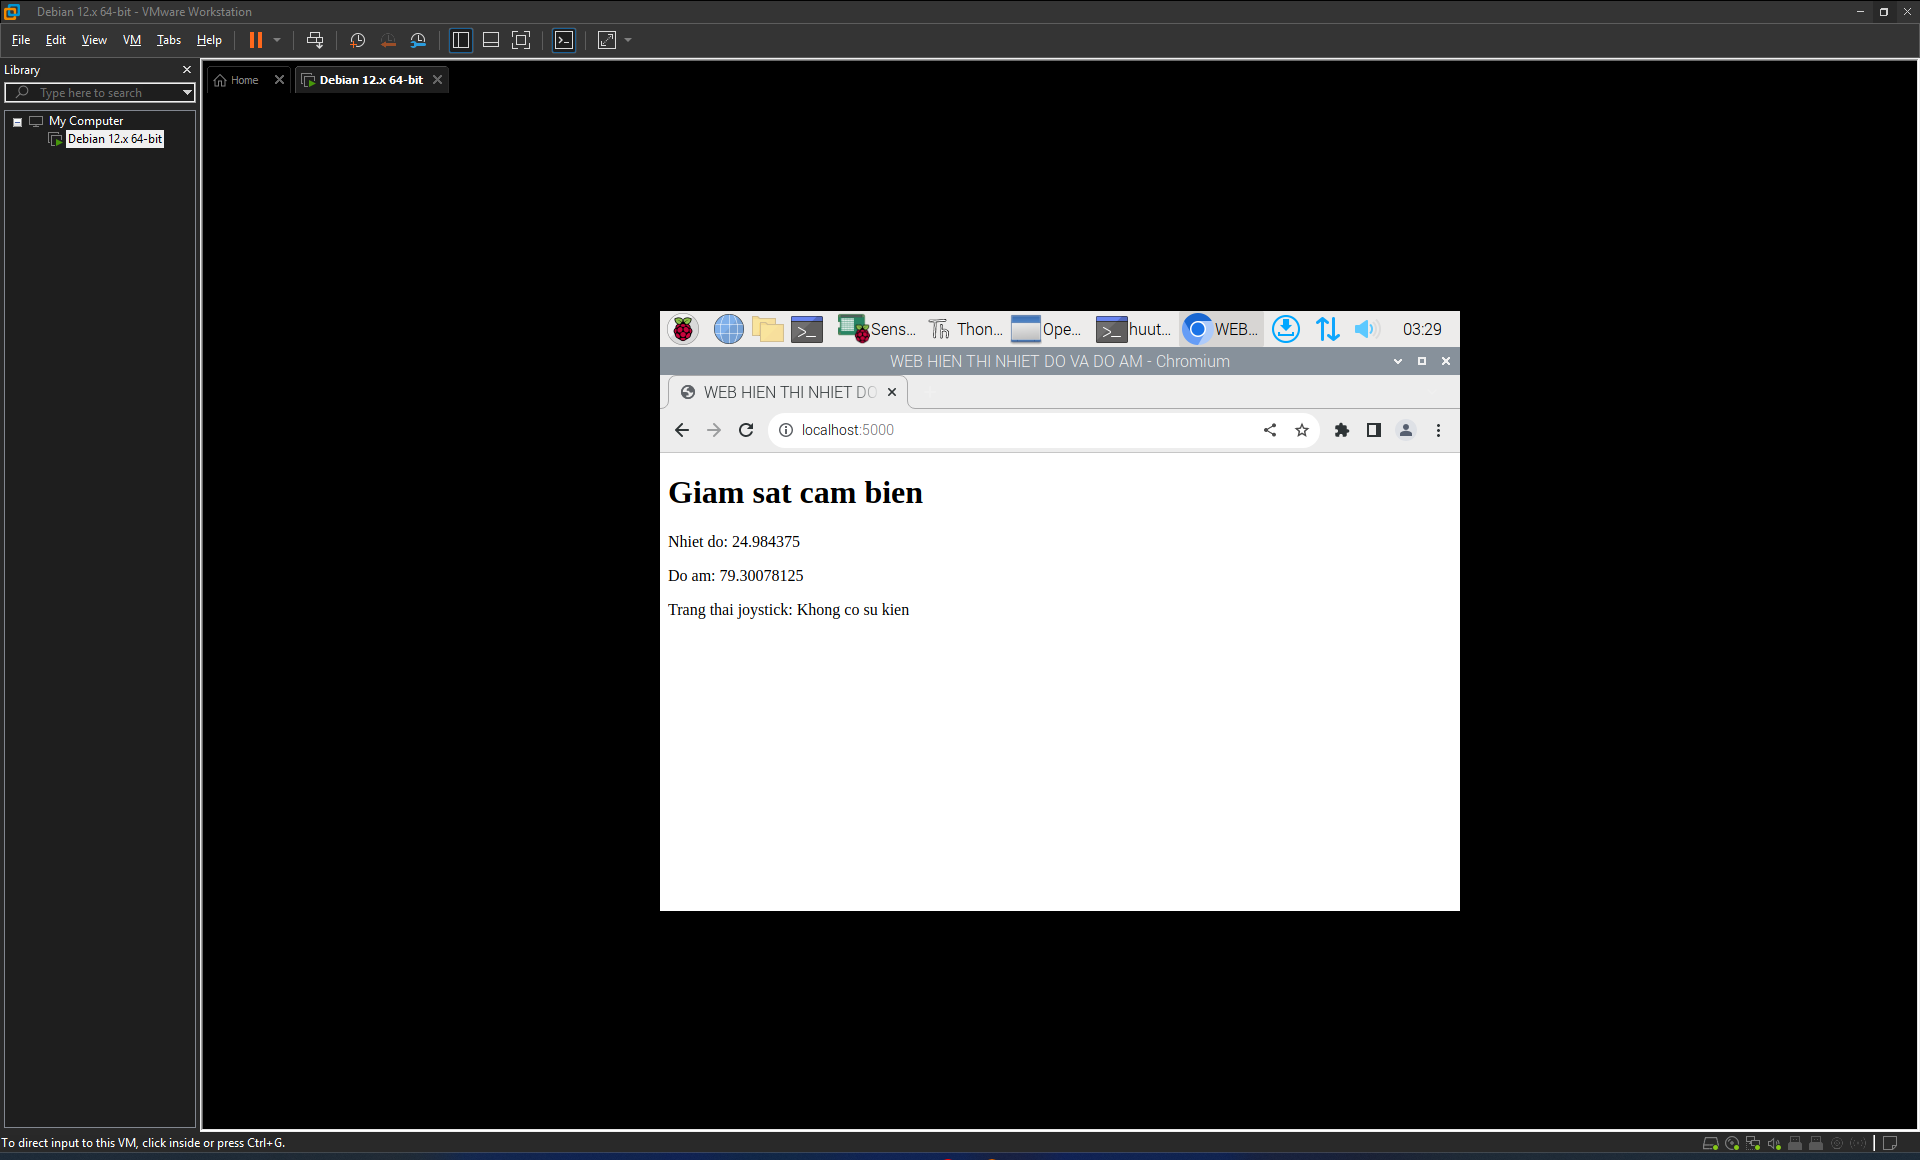 Debian 12.x 64-bit - VMware Workstation
File Edit View VM Tabs Help
Library
Type here to search
My Computer
Debian 12.x 64-bit
Home
Debian 12.x 64-bit
Sens... Thon... Ope... huut... WEB... 03:29
WEB HIEN THI NHIET DO VA DO AM - Chromium
WEB HIEN THI NHIET DO
localhost:5000
Giam sat cam bien
Nhiet do: 24.984375
Do am: 79.30078125
Trang thai joystick: Khong co su kien
To direct input to this VM, click inside or press Ctrl+G.